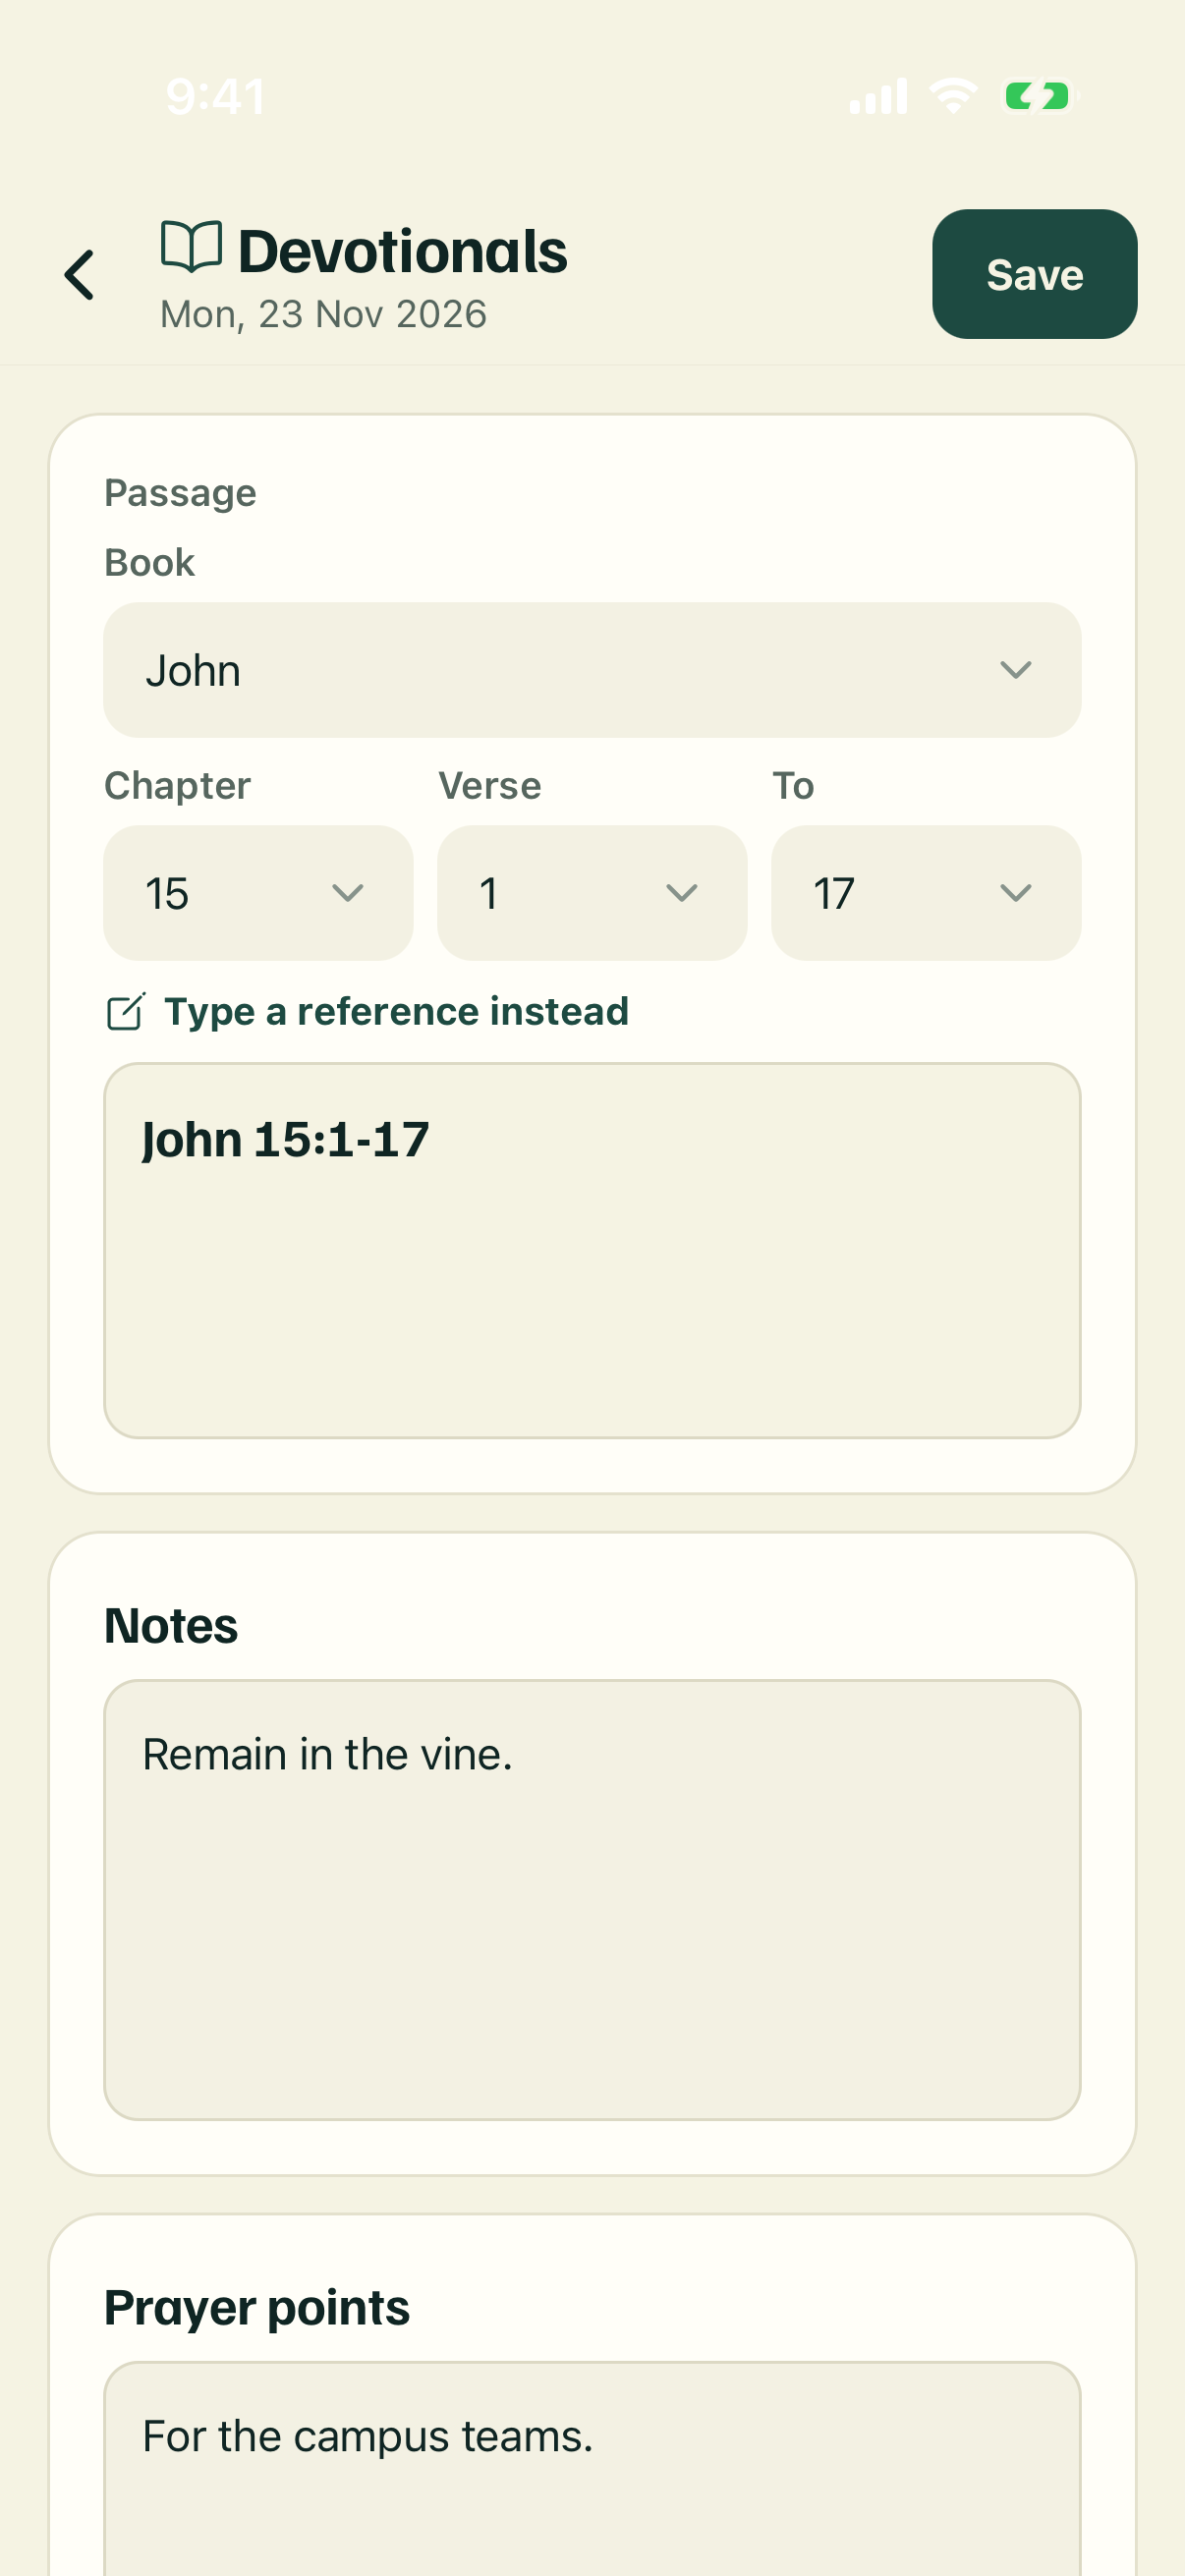 9:41
Devotionals
Mon, 23 Nov 2026
Save
Passage
Book
John
Chapter Verse To
15 1 17
Type a reference instead
John 15:1-17
Notes
Remain in the vine.
Prayer points
For the campus teams.